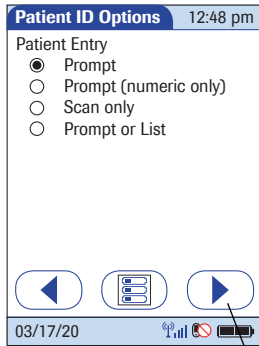 Patient ID Options 12:48 pm
Patient Entry
Prompt
Prompt (numeric only)
Scan only
Prompt or List
03/17/20